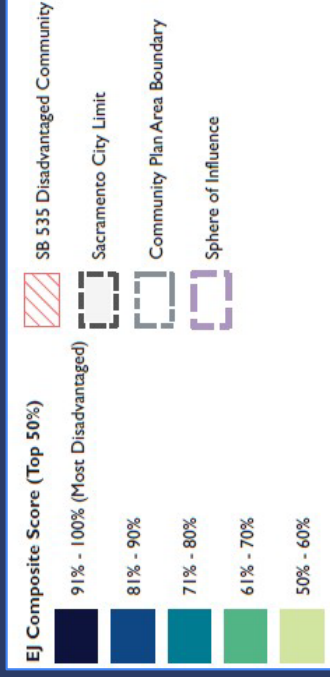 EJ Composite Score (Top 50%)
91% - 100% (Most Disadvantaged)
81% - 90%
71% - 80%
61% - 70%
50% - 60%
SB 535 Disadvantaged Community
Sacramento City Limit
Community Plan Area Boundary
Sphere of Influence